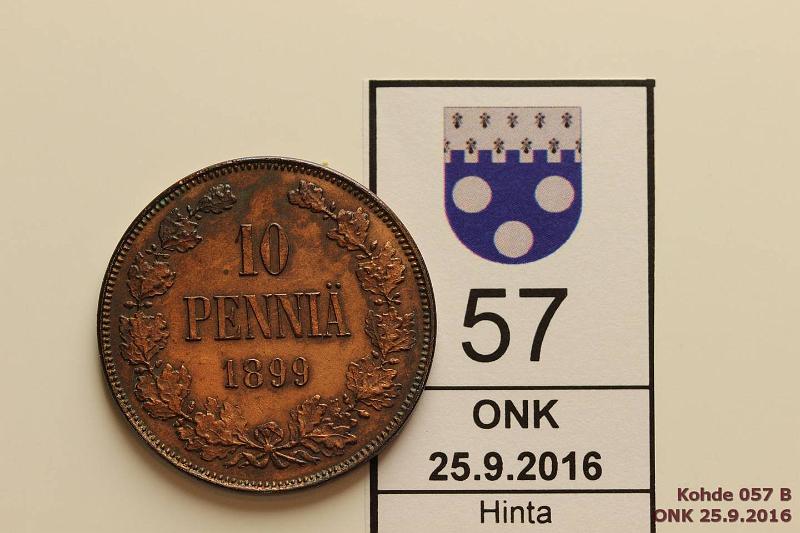 10
PENNIÄ
1899
57
ONK
25.9.2016
Hinta
Kohde 057 B
ONK 25.9.2016